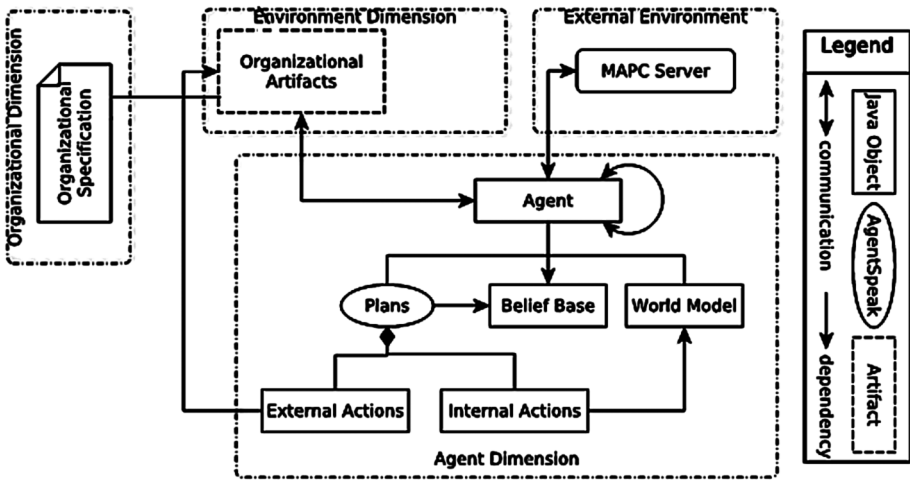 Organizational Dimension
Organizational
Specification
Environment Dimension
Organizational
Artifacts
External Environment
MAPC Server
Agent
Plans
Belief Base
World Model
External Actions
Internal Actions
Agent Dimension
Legend
communication
dependency
Java Object
AgentSpeak
Artifact